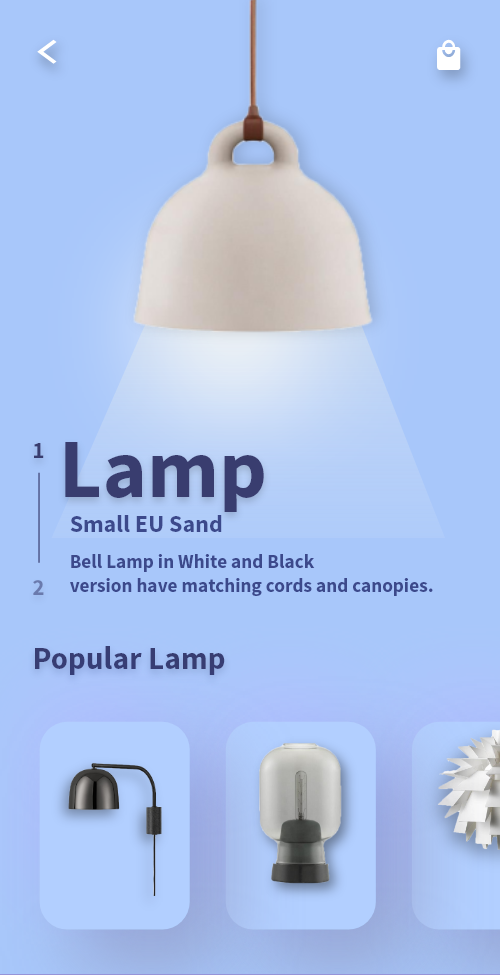 1
Lamp
Small EU Sand
Bell Lamp in White and Black
version have matching cords and canopies.
2
Popular Lamp